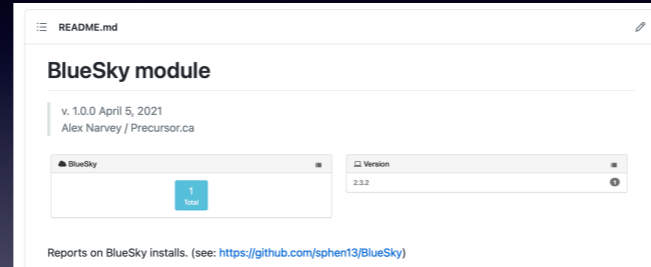 README.md
BlueSky module
v. 1.0.0 April 5, 2021
Alex Narvey / Precursor.ca
BlueSky
1
Total
Version
2.3.2
1
Reports on BlueSky installs. (see: https://github.com/sphen13/BlueSky)